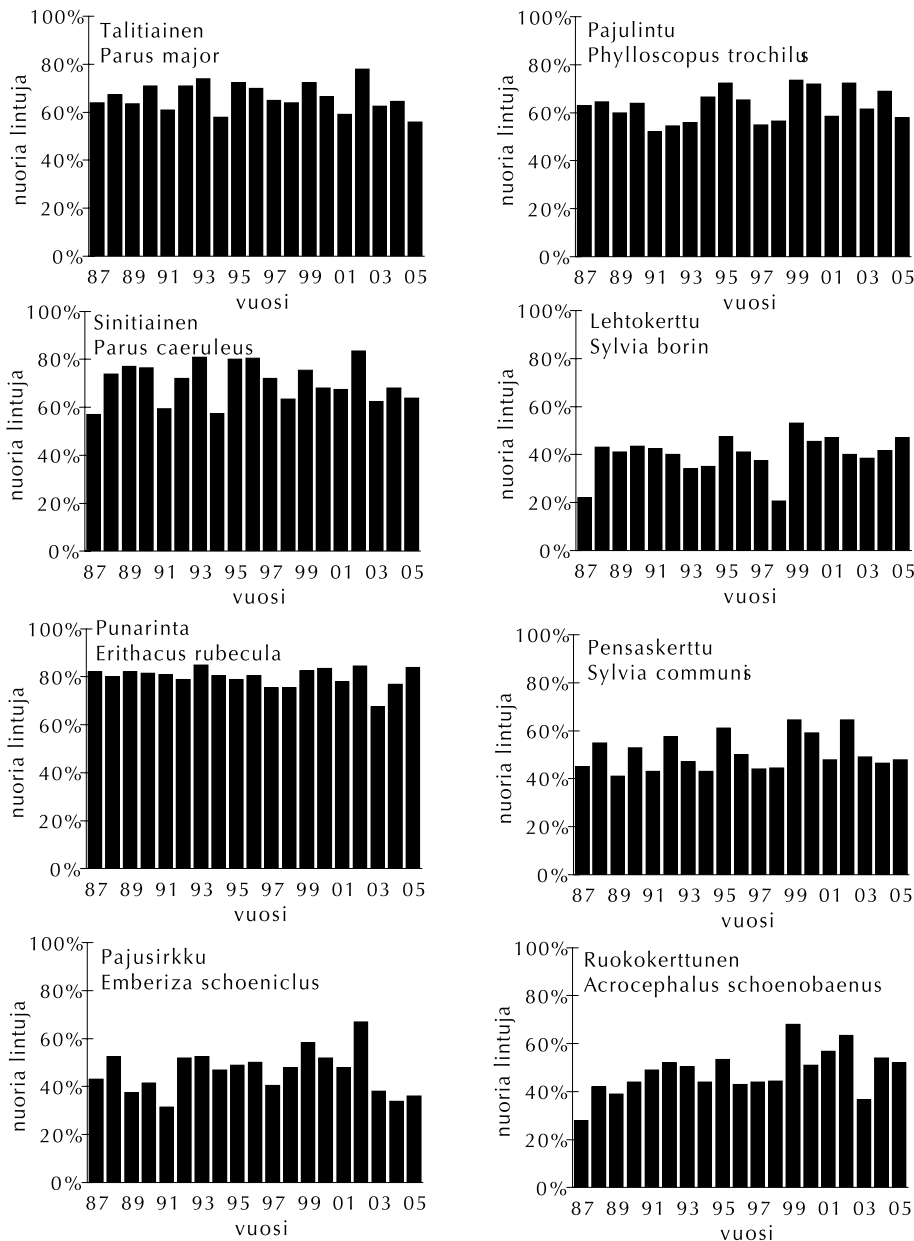 Talitiainen
Parus major
nuoria lintuja
100%
80%
60%
40%
20%
0%
87 89 91 93 95 97 99 01 03 05
vuosi
Pajulintu
Phylloscopus trochilus
nuoria lintuja
100%
80%
60%
40%
20%
0%
87 89 91 93 95 97 99 01 03 05
vuosi
Sinitiainen
Parus caeruleus
nuoria lintuja
100%
80%
60%
40%
20%
0%
87 89 91 93 95 97 99 01 03 05
vuosi
Lehtokerttu
Sylvia borin
nuoria lintuja
100%
80%
60%
40%
20%
0%
87 89 91 93 95 97 99 01 03 05
vuosi
Punarinta
Erithacus rubecula
nuoria lintuja
100%
80%
60%
40%
20%
0%
87 89 91 93 95 97 99 01 03 05
vuosi
Pensaskerttu
Sylvia communis
nuoria lintuja
100%
80%
60%
40%
20%
0%
87 89 91 93 95 97 99 01 03 05
vuosi
Pajusirkku
Emberiza schoeniclus
nuoria lintuja
100%
80%
60%
40%
20%
0%
87 89 91 93 95 97 99 01 03 05
vuosi
Ruokokerttunen
Acrocephalus schoenobaenus
nuoria lintuja
100%
80%
60%
40%
20%
0%
87 89 91 93 95 97 99 01 03 05
vuosi